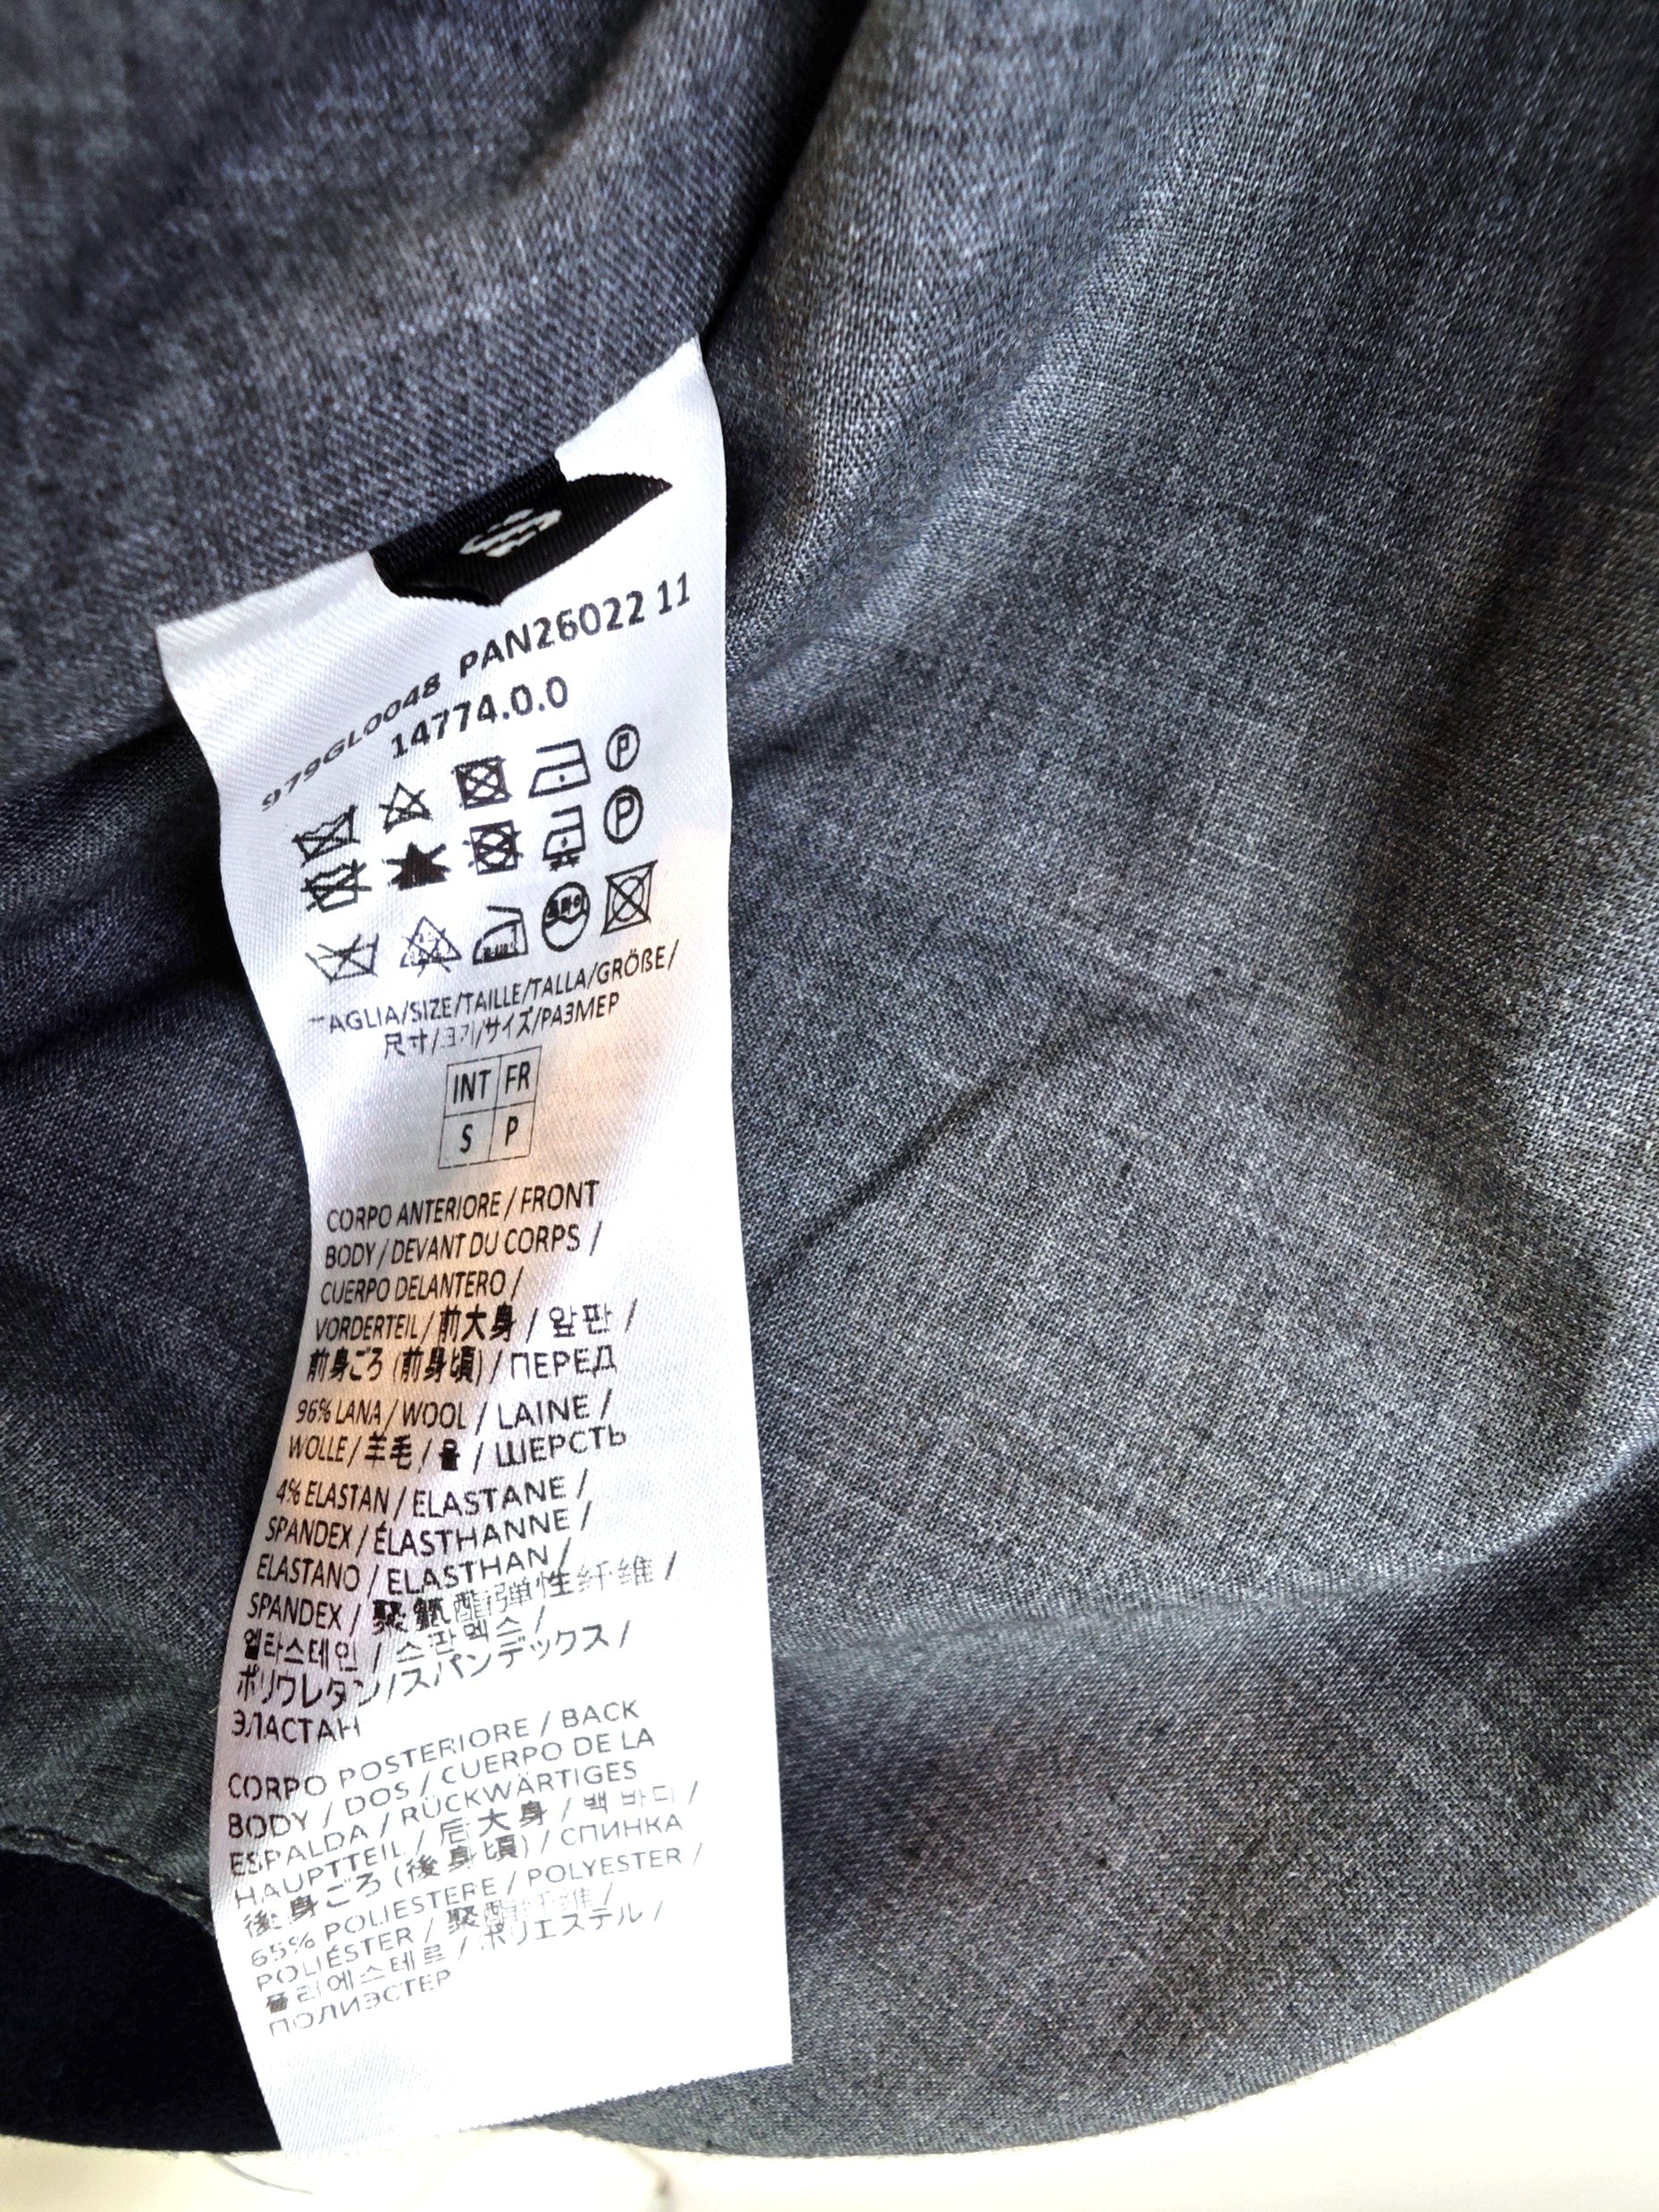 979GL0048 PAN26022 11
14774.0.0
P
P
AGLIA/SIZE/TAILLE/TALLA/GRÖßE/
尺寸/크기/サイズ/РАЗМЕР
INT FR
S P
CORPO ANTERIORE / FRONT
BODY / DEVANT DU CORPS /
CUERPO DELANTERO /
VORDERTEIL / 前大身 / 앞판 /
前身ごろ (前身頃) / ПЕРЕД
96% LANA / WOOL / LAINE /
WOLLE / 羊毛 / 울 / ШЕРСТЬ
4% ELASTAN / ELASTANE /
SPANDEX / ÉLASTHANNE /
ELASTANO / ELASTHAN /
SPANDEX / 聚氨酯弹性纤维 /
엘라스테인 / 스판덱스 /
ポリウレタン/スパンデックス /
ЭЛАСТАН
CORPO POSTERIORE / BACK
BODY / DOS / CUERPO DE LA
ESPALDA / RÜCKWÄRTIGES
HAUPTTEIL / 后大身 / 백 바디 /
後身ごろ (後身頃) / СПИНКА
65% POLIESTERE / POLYESTER /
POLIÉSTER / 聚酯纤维 /
폴리에스테르 / ポリエステル /
ПОЛИЭСТЕР